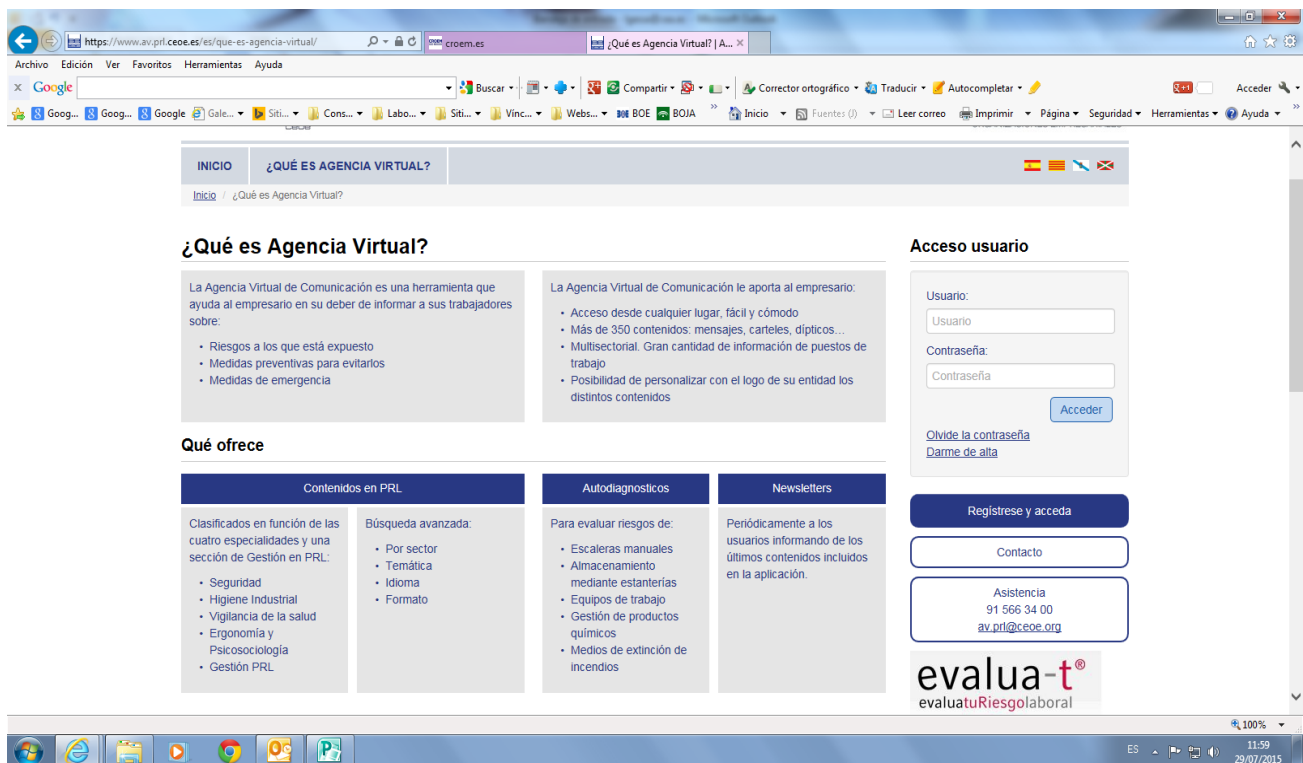 https://www.av.prl.ceoe.es/es/que-es-agencia-virtual/
croem.es
¿Qué es Agencia Virtual? | A...
Archivo Edición Ver Favoritos Herramientas Ayuda
x Google
Buscar
Compartir
Corrector ortográfico
Traducir
Autocompletar
Acceder
Goog... Goog... Google Gale... Siti... Cons... Labo... Siti... Vínc... Webs... BOE BOJA
Inicio Fuentes (J) Leer correo Imprimir Página Seguridad Herramientas Ayuda
INICIO
¿QUÉ ES AGENCIA VIRTUAL?
Inicio / ¿Qué es Agencia Virtual?
¿Qué es Agencia Virtual?
La Agencia Virtual de Comunicación es una herramienta que
ayuda al empresario en su deber de informar a sus trabajadores
sobre:
• Riesgos a los que está expuesto
• Medidas preventivas para evitarlos
• Medidas de emergencia
La Agencia Virtual de Comunicación le aporta al empresario:
• Acceso desde cualquier lugar, fácil y cómodo
• Más de 350 contenidos: mensajes, carteles, dípticos…
• Multisectorial. Gran cantidad de información de puestos de
trabajo
• Posibilidad de personalizar con el logo de su entidad los
distintos contenidos
Acceso usuario
Usuario:
Usuario
Contraseña:
Contraseña
Acceder
Olvide la contraseña
Darme de alta
Qué ofrece
Contenidos en PRL
Clasificados en función de las
cuatro especialidades y una
sección de Gestión en PRL:
• Seguridad
• Higiene Industrial
• Vigilancia de la salud
• Ergonomía y
Psicosociología
• Gestión PRL
Búsqueda avanzada:
• Por sector
• Temática
• Idioma
• Formato
Autodiagnosticos
Para evaluar riesgos de:
• Escaleras manuales
• Almacenamiento
mediante estanterías
• Equipos de trabajo
• Gestión de productos
químicos
• Medios de extinción de
incendios
Newsletters
Periódicamente a los
usuarios informando de los
últimos contenidos incluidos
en la aplicación.
Regístrese y acceda
Contacto
Asistencia
91 566 34 00
av.prl@ceoe.org
evalua-t®
evaluatuRiesgolaboral
100%
ES
11:59
29/07/2015